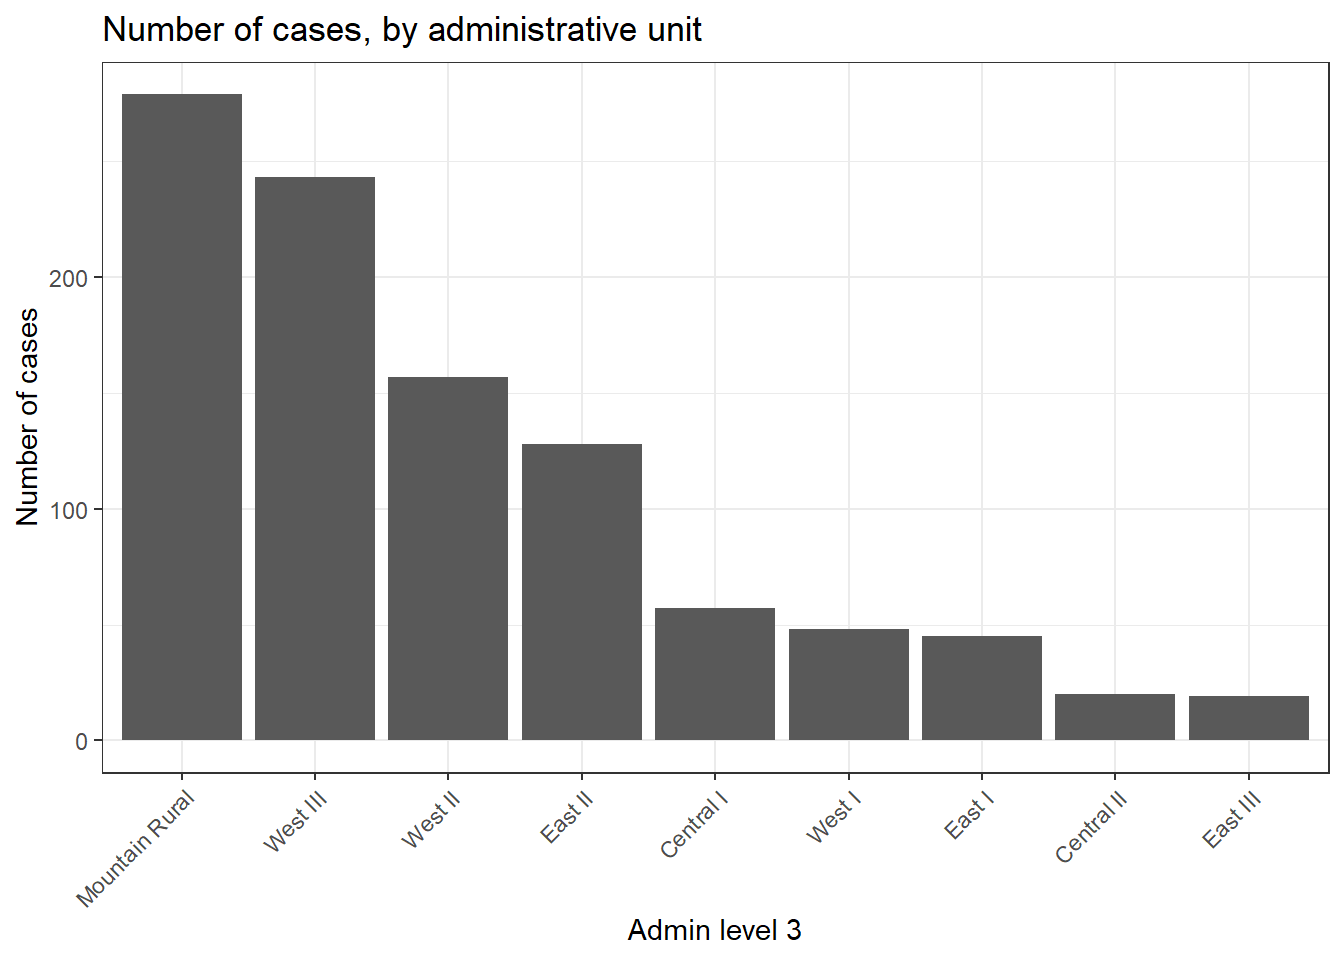 Number of cases, by administrative unit
Number of cases
200
100
0
Mountain Rural
West III
West II
East II
Central I
West I
East I
Central II
East III
Admin level 3